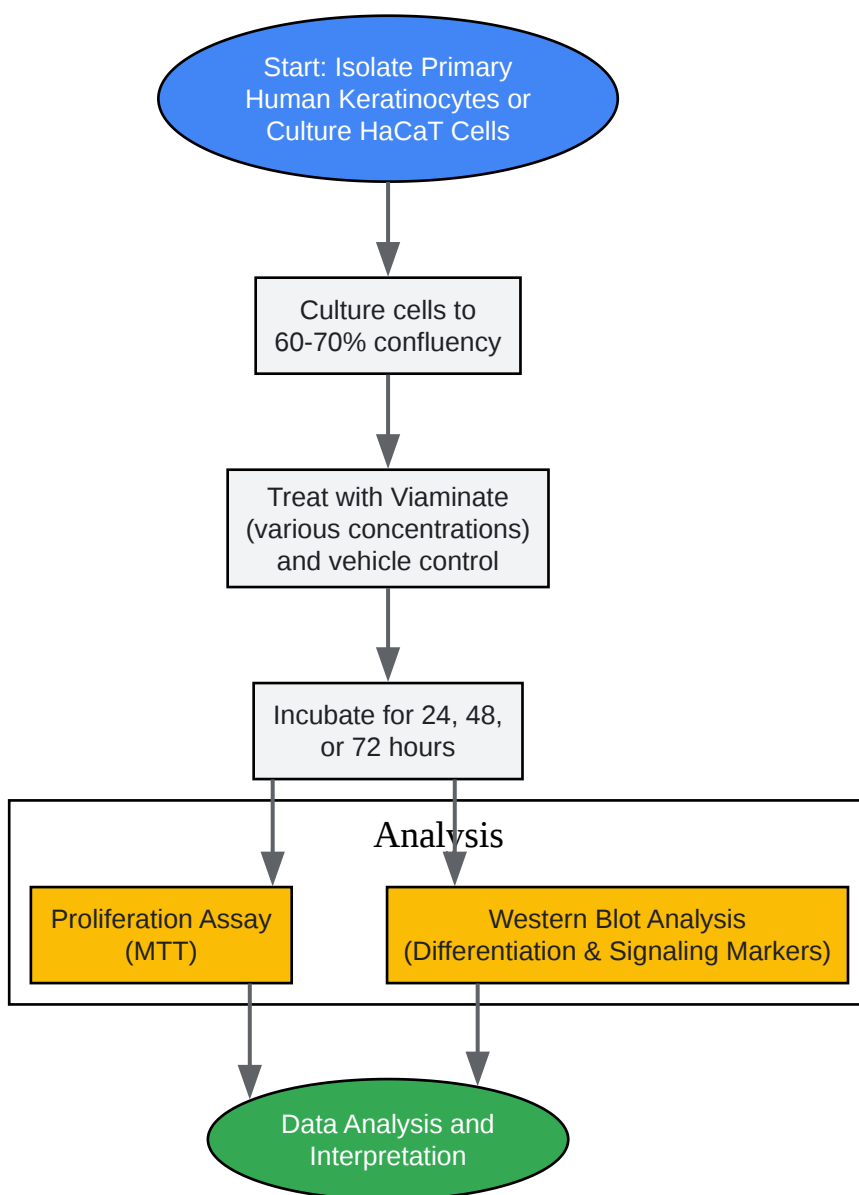 Start: Isolate Primary
Human Keratinocytes or
Culture HaCaT Cells
Culture cells to
60-70% confluency
Treat with Viaminate
(various concentrations)
and vehicle control
Incubate for 24, 48,
or 72 hours
Analysis
Proliferation Assay
(MTT)
Western Blot Analysis
(Differentiation & Signaling Markers)
Data Analysis and
Interpretation